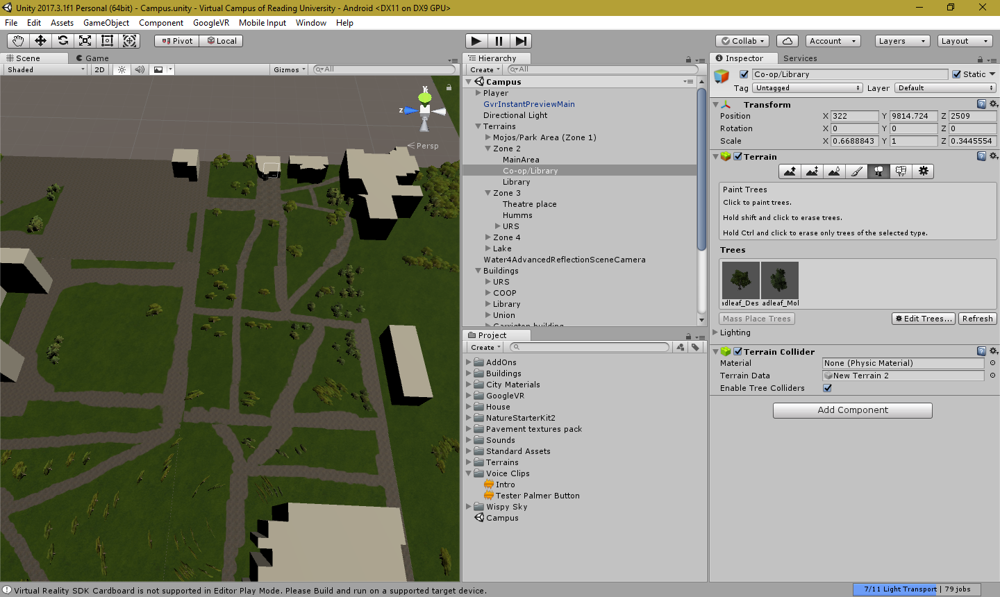 Unity 2017.3.1f1 Personal (64bit) - Campus.unity - Virtual Campus of Reading University - Android <DX11 on DX9 GPU>
File Edit Assets GameObject Component GoogleVR Mobile Input Window Help
Pivot Local Collab Account Layers Layout
Scene Game
Shaded 2D Gizmos All
y
z
Persp
Hierarchy
Create All
Campus
Player
GvrInstantPreviewMain
Directional Light
Terrains
Mojos/Park Area (Zone 1)
Zone 2
MainArea
Co-op/Library
Library
Zone 3
Theatre place
Humms
URS
Zone 4
Lake
Water4AdvancedReflectionSceneCamera
Buildings
URS
COOP
Library
Union
Carrigton building
Project
Create
AddOns
Buildings
City Materials
GoogleVR
House
NatureStarterKit2
Pavement textures pack
Sounds
Standard Assets
Terrains
Voice Clips
Intro
Tester Palmer Button
Wispy Sky
Campus
Inspector Services
Co-op/Library Static
Tag Untagged Layer Default
Transform
Position X 322 Y 9814.724 Z 2509
Rotation X 0 Y 0 Z 0
Scale X 0.6688843 Y 1 Z 0.3445554
Terrain
Paint Trees
Click to paint trees.
Hold shift and click to erase trees.
Hold Ctrl and click to erase only trees of the selected type.
Trees
adleaf_Des adleaf_Mol
Mass Place Trees Edit Trees... Refresh
Lighting
Terrain Collider
Material None (Physic Material)
Terrain Data New Terrain 2
Enable Tree Colliders
Add Component
Virtual Reality SDK Cardboard is not supported in Editor Play Mode. Please Build and run on a supported target device.
7/11 Light Transport | 79 jobs